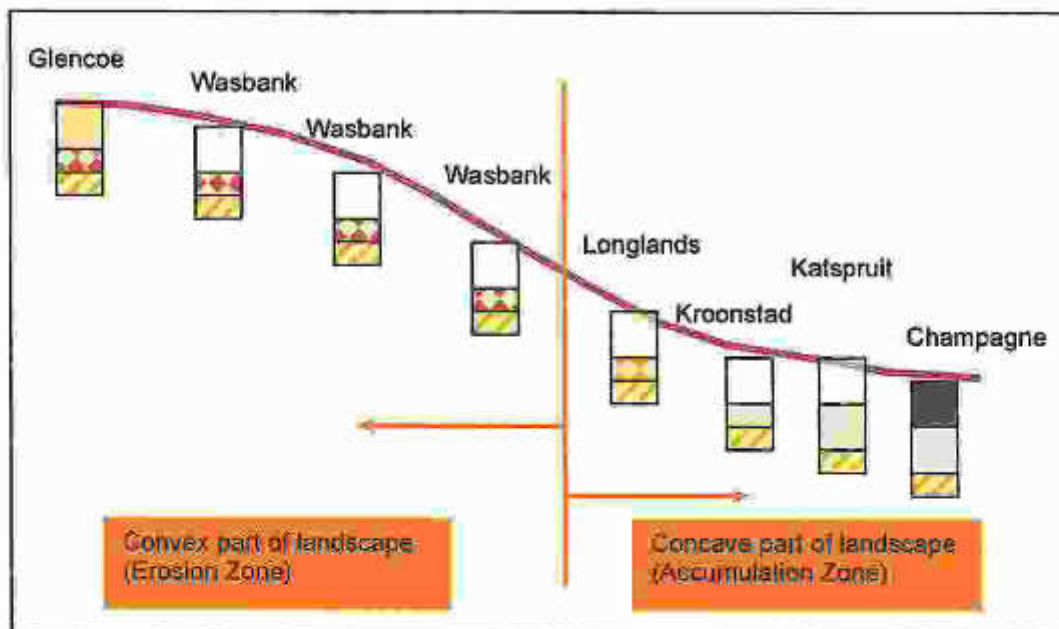 Glencoe
Wasbank
Wasbank
Wasbank
Longlands
Katspruit
Kroonstad
Champagne
Convex part of landscape
(Erosion Zone)
Concave part of landscape
(Accumulation Zone)